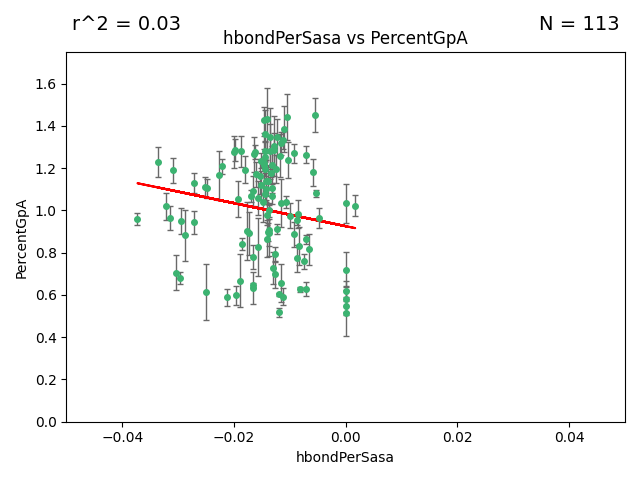 r^2 = 0.03
N = 113
hbondPerSasa vs PercentGpA
PercentGpA
1.6
1.4
1.2
1.0
0.8
0.6
0.4
0.2
0.0
−0.04 −0.02 0.00 0.02 0.04
hbondPerSasa